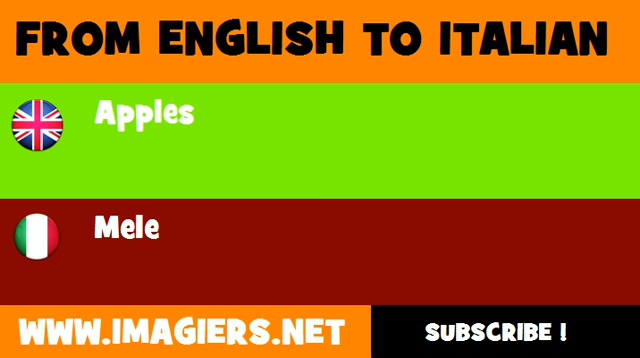 FROM ENGLISH TO ITALIAN
Apples
Mele
WWW.IMAGIERS.NET
SUBSCRIBE !